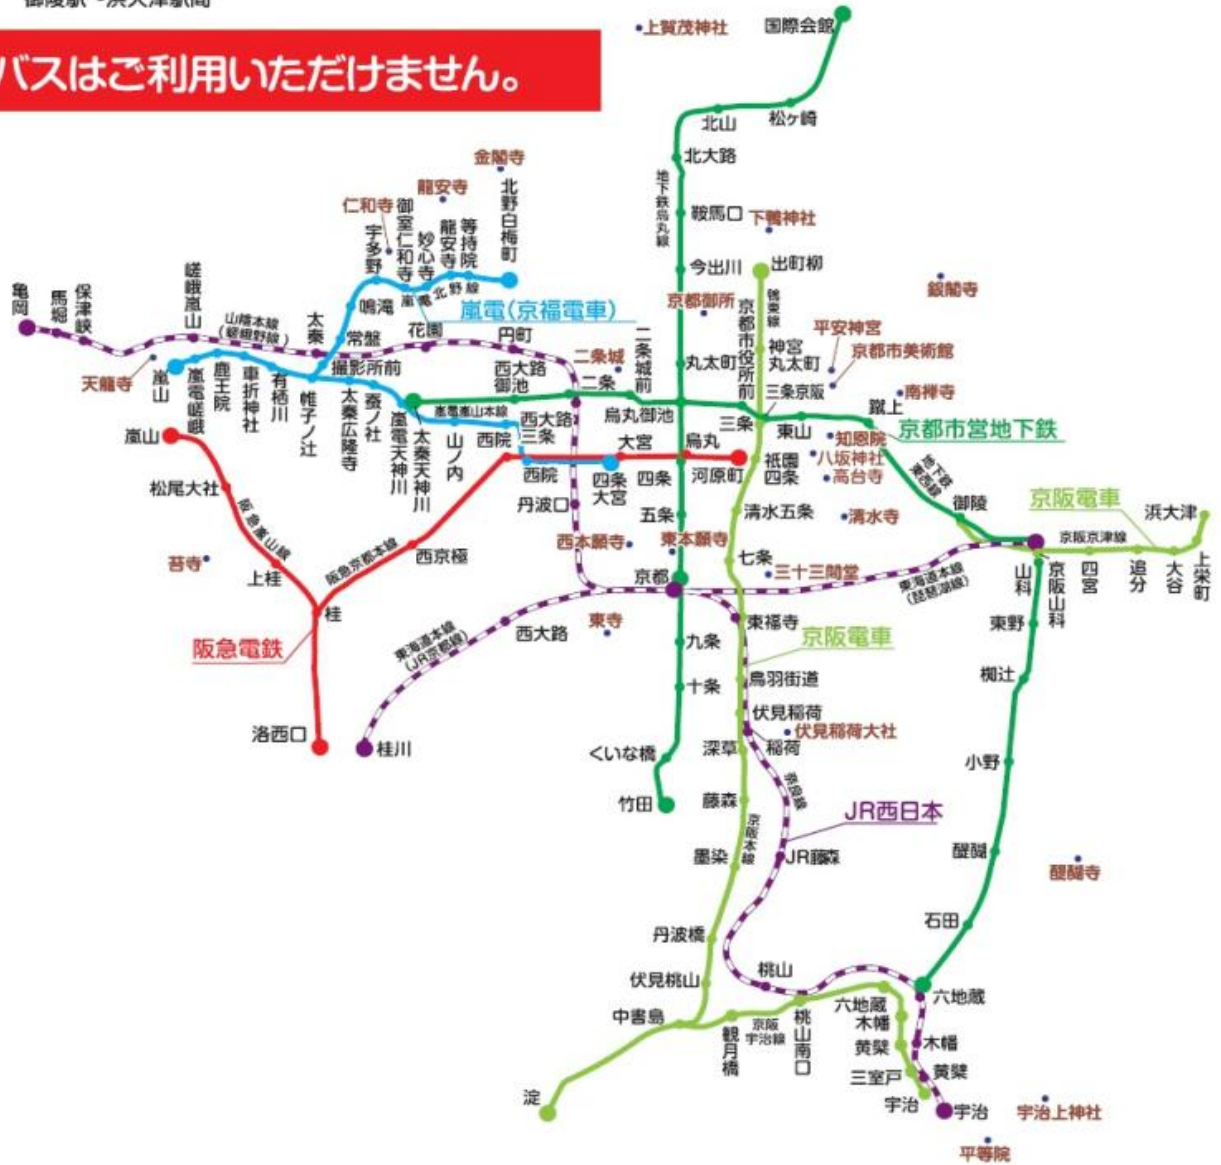 御陵駅~浜大津駅間
バスはご利用いただけません。
上賀茂神社
国際会館
松ヶ崎
北山
北大路
地下鉄烏丸線
鞍馬口
下鴨神社
今出川
出町柳
京都御所
鴨東線
銀閣寺
金閣寺
龍安寺
仁和寺
北野白梅町
等持院
龍安寺
妙心寺
御室仁和寺
宇多野
嵐電北野線
鳴滝
嵐電(京福電車)
常盤
撮影所前
亀岡
馬堀
保津峡
嵯峨嵐山
山陰本線
(嵯峨野線)
太秦
花園
円町
二条城
二条城前
丸太町
京都市役所前
神宮
丸太町
平安神宮
京都市美術館
南禅寺
天龍寺
嵐山
嵐電嵯峨
鹿王院
車折神社
有栖川
帷子ノ辻
太秦広隆寺
蚕ノ社
嵐電天神川
太秦天神川
嵐電嵐山本線
山ノ内
西大路
御池
西大路
三条
二条
烏丸御池
三条京阪
三条
東山
蹴上
京都市営地下鉄
知恩院
八坂神社
高台寺
嵐山
西院
西院
大宮
四条
大宮
烏丸
四条
河原町
祇園
四条
松尾大社
阪急嵐山線
丹波口
五条
清水五条
清水寺
地下鉄
東西線
御陵
京阪電車
浜大津
京阪京津線
苔寺
上桂
阪急京都本線
西京極
西本願寺
東本願寺
七条
三十三間堂
京都
東海道本線
(琵琶湖線)
山科
京阪山科
四宮
追分
大谷
上栄町
桂
阪急電鉄
東海道本線
(JR京都線)
西大路
東寺
九条
東福寺
京阪電車
東野
十条
鳥羽街道
椥辻
洛西口
桂川
伏見稲荷
伏見稲荷大社
くいな橋
深草
稲荷
小野
奈良線
竹田
藤森
JR西日本
京阪本線
墨染
JR藤森
醍醐
醍醐寺
丹波橋
石田
伏見桃山
桃山
六地蔵
六地蔵
中書島
観月橋
京阪
宇治線
桃山南口
木幡
木幡
黄檗
黄檗
三室戸
淀
宇治
宇治
宇治上神社
平等院